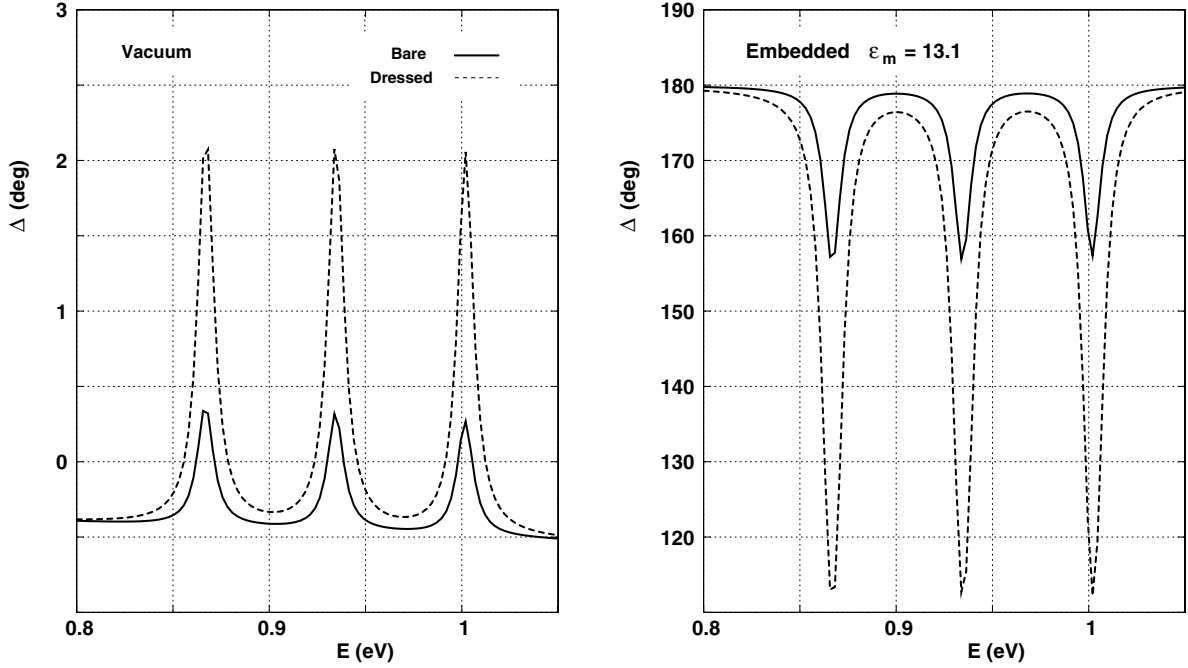 3
2
1
0
Δ (deg)
Vacuum
Bare
Dressed
0.8
0.9
1
E (eV)
190
180
170
160
150
140
130
120
Δ (deg)
Embedded εm = 13.1
0.8
0.9
1
E (eV)